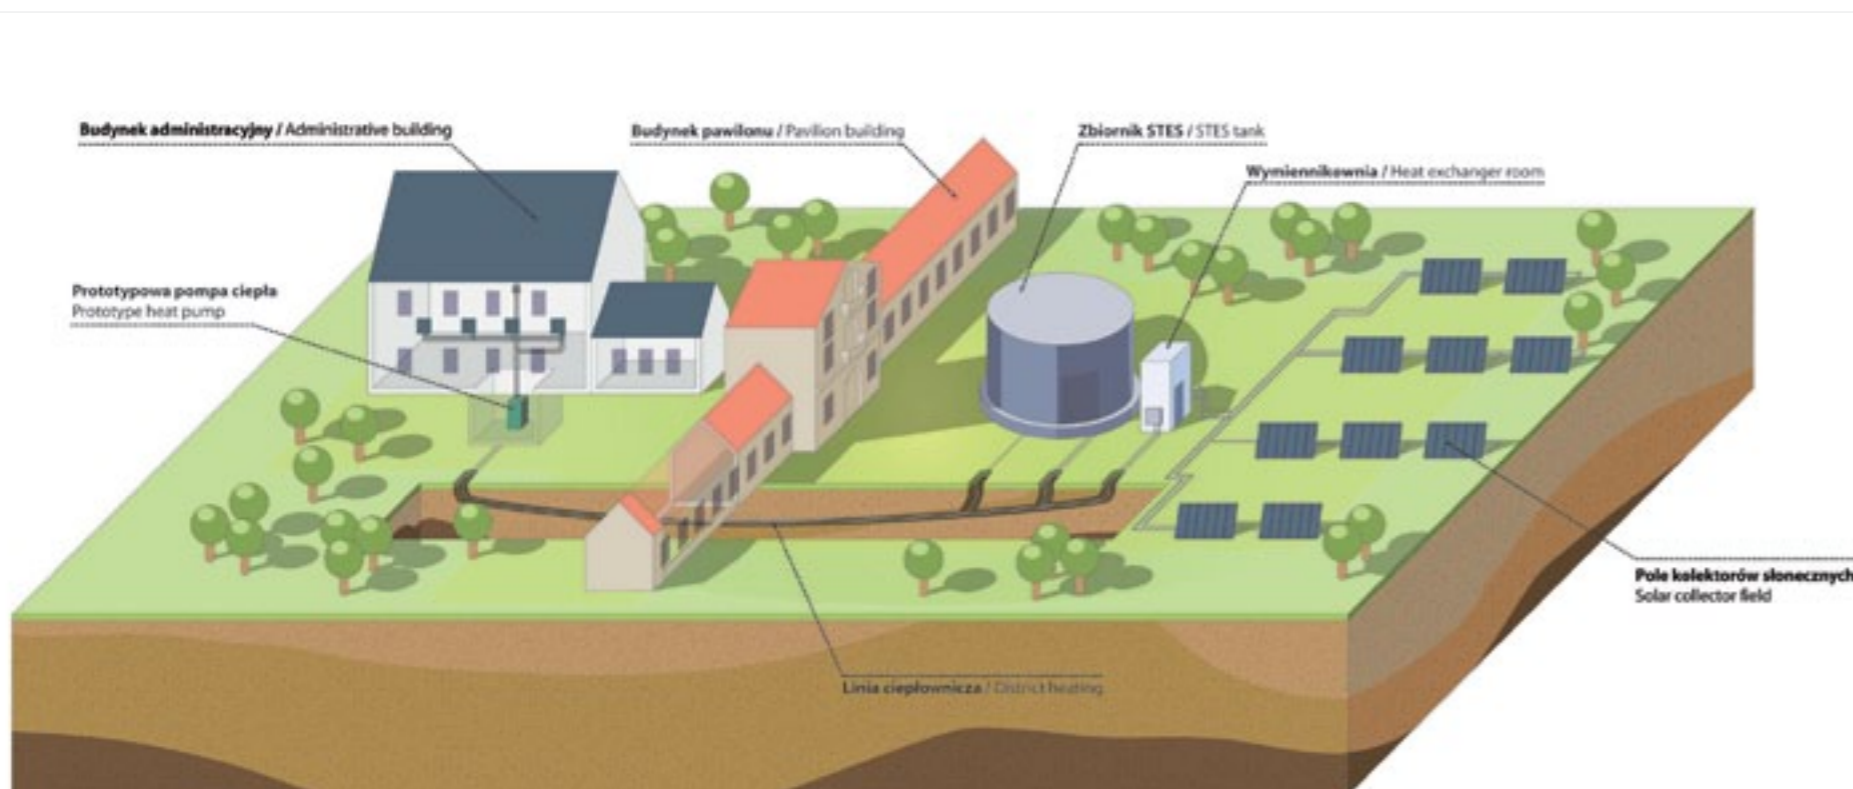 Budynek administracyjny / Administrative building
Budynek pawilonu / Pavilion building
Zbiornik STES / STES tank
Wymiennikownia / Heat exchanger room
Prototypowa pompa ciepła
Prototype heat pump
Pole kolektorów słonecznych
Solar collector field
Linia ciepłownicza / District heating